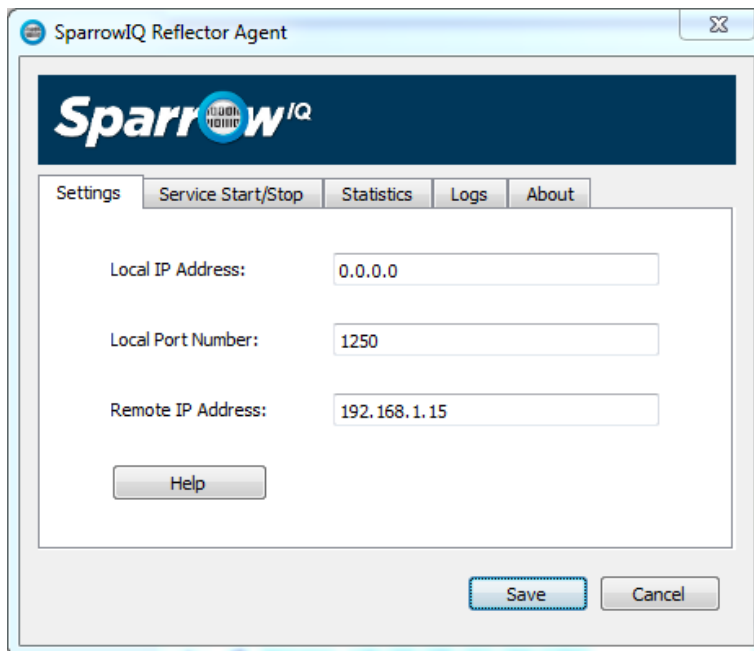 SparrowIQ Reflector Agent
Sparrow IQ
Settings Service Start/Stop Statistics Logs About
Local IP Address: 0.0.0.0
Local Port Number: 1250
Remote IP Address: 192.168.1.15
Help
Save Cancel